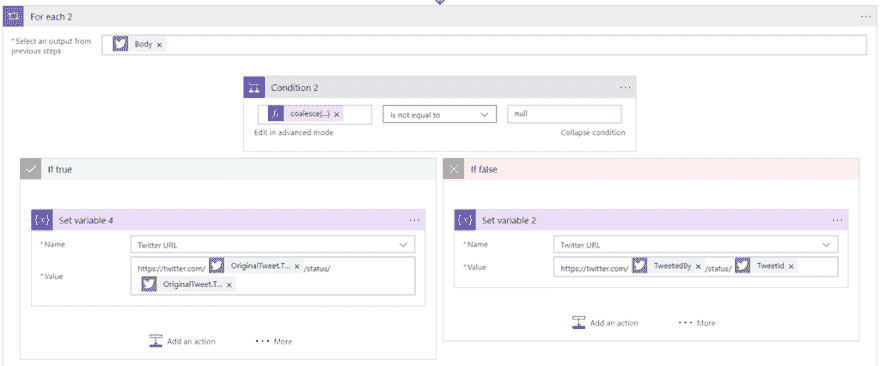 For each 2
*Select an output from
previous steps
Body ×
Condition 2
coalesce(...) ×
is not equal to
null
Edit in advanced mode
Collapse condition
If true
Set variable 4
*Name
Twitter URL
*Value
https://twitter.com/ OriginalTweet.T... × /status/
OriginalTweet.T... ×
Add an action
More
If false
Set variable 2
*Name
Twitter URL
*Value
https://twitter.com/ TweetedBy × /status/ TweetId ×
Add an action
More